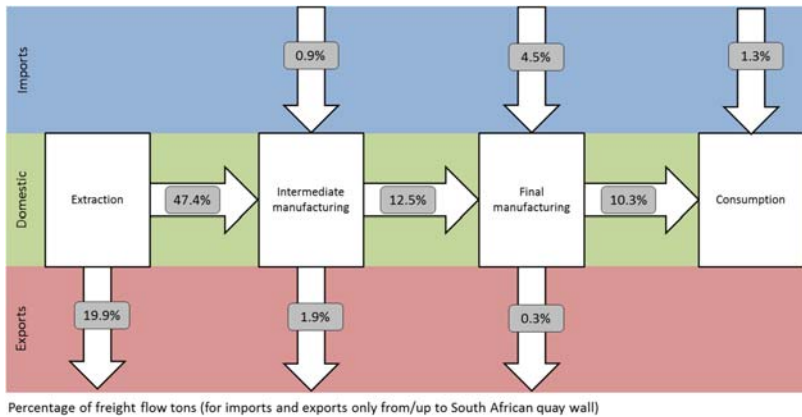 Imports
0.9%
4.5%
1.3%
Domestic
Extraction
47.4%
Intermediate
manufacturing
12.5%
Final
manufacturing
10.3%
Consumption
Exports
19.9%
1.9%
0.3%
Percentage of freight flow tons (for imports and exports only from/up to South African quay wall)